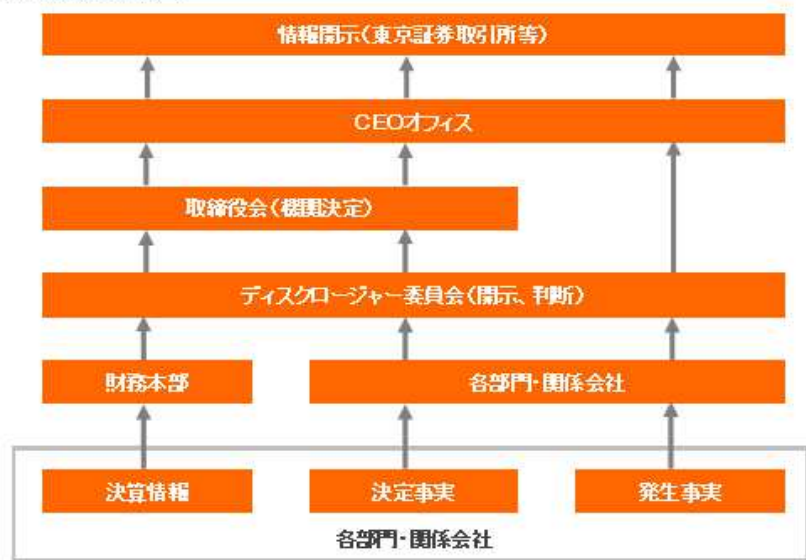 情報開示(東京証券取引所等)
CEOオフィス
取締役会(機関決定)
ディスクロージャー委員会(開示、判断)
財務本部
各部門・関係会社
決算情報
決定事実
発生事実
各部門・関係会社